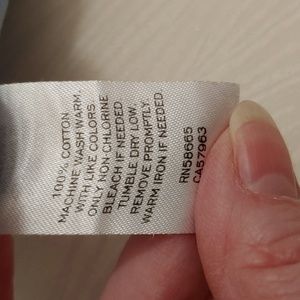 100% COTTON
MACHINE WASH WARM,
WITH LIKE COLORS
ONLY NON CHLORINE
BLEACH IF NEEDED
TUMBLE DRY LOW.
REMOVE PROMPTLY.
WARM IRON IF NEEDED.
RN58665
CA57963